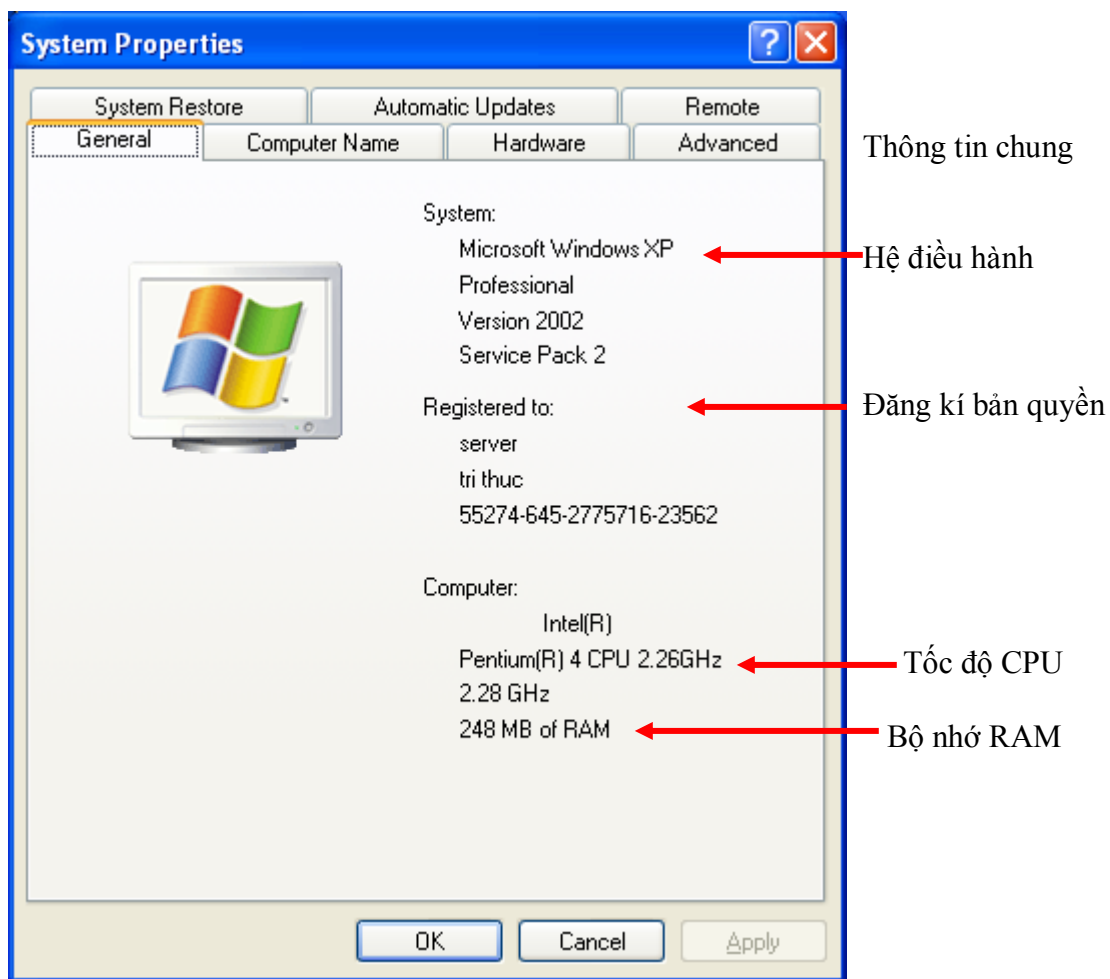 System Properties
System Restore Automatic Updates Remote
General Computer Name Hardware Advanced
Thông tin chung
System:
Microsoft Windows XP
Hệ điều hành
Professional
Version 2002
Service Pack 2
Registered to:
Đăng kí bản quyền
server
tri thuc
55274-645-2775716-23562
Computer:
Intel(R)
Pentium(R) 4 CPU 2.26GHz
Tốc độ CPU
2.28 GHz
248 MB of RAM
Bộ nhớ RAM
OK Cancel Apply